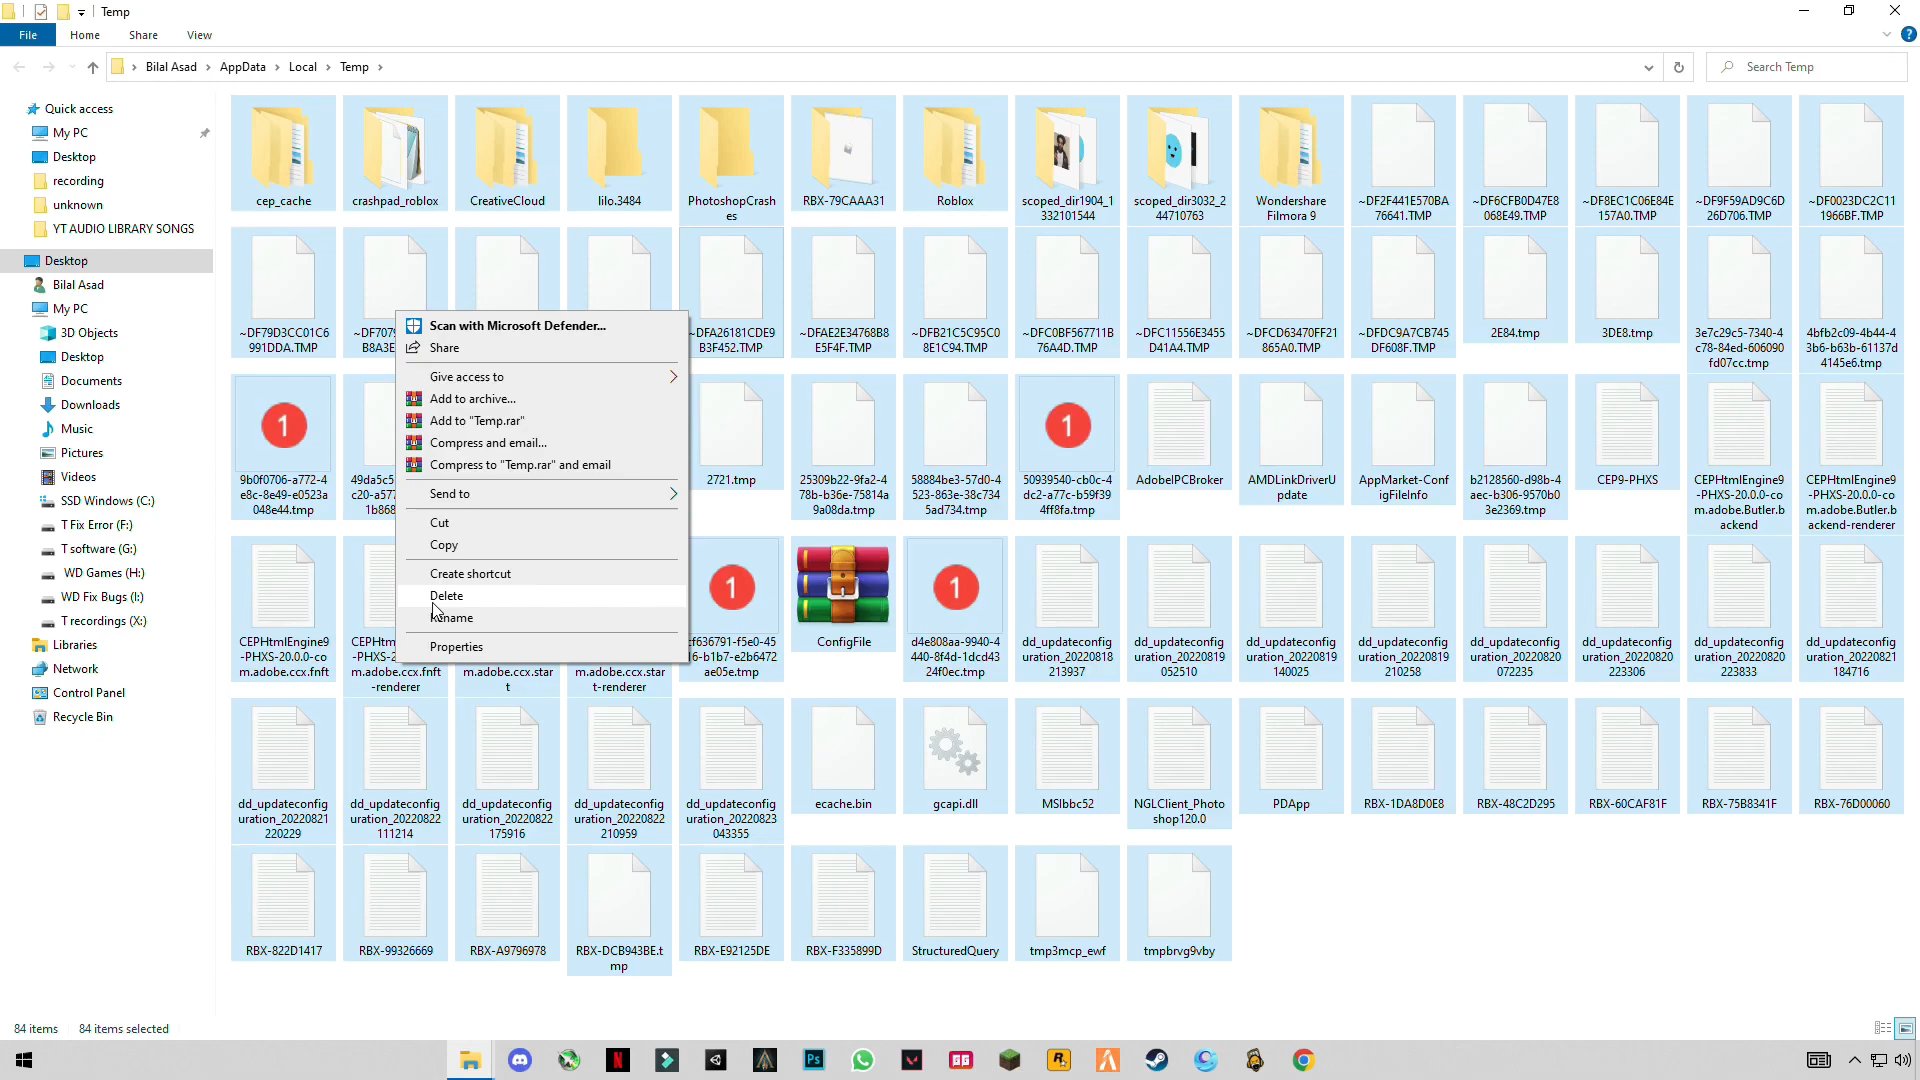 Temp
File
Home
Share
View
Bilal Asad
AppData
Local
Temp
Search Temp
Quick access
My PC
Desktop
recording
unknown
YT AUDIO LIBRARY SONGS
Desktop
Bilal Asad
My PC
3D Objects
Desktop
Documents
Downloads
Music
Pictures
Videos
SSD Windows (C:)
T Fix Error (F:)
T software (G:)
WD Games (H:)
WD Fix Bugs (I:)
T recordings (X:)
Libraries
Network
Control Panel
Recycle Bin
cep_cache
crashpad_roblox
CreativeCloud
lilo.3484
PhotoshopCrash
es
RBX-79CAAA31
Roblox
scoped_dir1904_1
332101544
scoped_dir3032_2
44710763
Wondershare
Filmora 9
~DF2F441E570BA
76641.TMP
~DF6CFB0D47E8
068E49.TMP
~DF8EC1C06E84E
157A0.TMP
~DF9F59AD9C6D
26D706.TMP
~DF0023DC2C11
1966BF.TMP
~DF79D3CC01C6
991DDA.TMP
~DF707
B8A3E
~DFA26181CDE9
B3F452.TMP
~DFAE2E34768B8
E5F4F.TMP
~DFB21C5C95C0
8E1C94.TMP
~DFC0BF567711B
76A4D.TMP
~DFC11556E3455
D41A4.TMP
~DFCD63470FF21
865A0.TMP
~DFDC9A7CB745
DF608F.TMP
2E84.tmp
3DE8.tmp
3e7c29c5-7340-4
c78-84ed-606090
fd07cc.tmp
4bfb2c09-4b44-4
3b6-b63b-61137d
4145e6.tmp
Scan with Microsoft Defender...
Share
Give access to
Add to archive...
Add to "Temp.rar"
Compress and email...
Compress to "Temp.rar" and email
Send to
Cut
Copy
Create shortcut
Delete
Rename
Properties
1
9b0f0706-a772-4
e8c-8e49-e0523a
048e44.tmp
49da5c5
c20-a577
1b868
2721.tmp
25309b22-9fa2-4
78b-b36e-75814a
9a08da.tmp
58884be3-57d0-4
523-863e-38c734
5ad734.tmp
1
50939540-cb0c-4
dc2-a77c-b59f39
4ff8fa.tmp
AdobeIPCBroker
AMDLinkDriverU
pdate
AppMarket-Conf
igFileInfo
b2128560-d98b-4
aec-b306-9570b0
3e2369.tmp
CEP9-PHXS
CEPHtmlEngine9
-PHXS-20.0.0-co
m.adobe.Butler.b
ackend
CEPHtmlEngine9
-PHXS-20.0.0-co
m.adobe.Butler.b
ackend-renderer
CEPHtmlEngine9
-PHXS-20.0.0-co
m.adobe.ccx.fnft
CEPHtm
-PHXS-2
m.adobe.ccx.fnft
-renderer
m.adobe.ccx.star
t
m.adobe.ccx.star
t-renderer
1
cf636791-f5e0-45
16-b1b7-e2b6472
ae05e.tmp
ConfigFile
1
d4e808aa-9940-4
440-8f4d-1dcd43
24f0ec.tmp
dd_updateconfig
uration_20220818
213937
dd_updateconfig
uration_20220819
052510
dd_updateconfig
uration_20220819
140025
dd_updateconfig
uration_20220819
210258
dd_updateconfig
uration_20220820
072235
dd_updateconfig
uration_20220820
223306
dd_updateconfig
uration_20220820
223833
dd_updateconfig
uration_20220821
184716
dd_updateconfig
uration_20220821
220229
dd_updateconfig
uration_20220822
111214
dd_updateconfig
uration_20220822
175916
dd_updateconfig
uration_20220822
210959
dd_updateconfig
uration_20220823
043355
ecache.bin
gcapi.dll
MSIbbc52
NGLClient_Photo
shop120.0
PDApp
RBX-1DA8D0E8
RBX-48C2D295
RBX-60CAF81F
RBX-75B8341F
RBX-76D00060
RBX-822D1417
RBX-99326669
RBX-A9796978
RBX-DCB943BE.t
mp
RBX-E92125DE
RBX-F335899D
StructuredQuery
tmp3mcp_ewf
tmpbrvg9vby
84 items
84 items selected